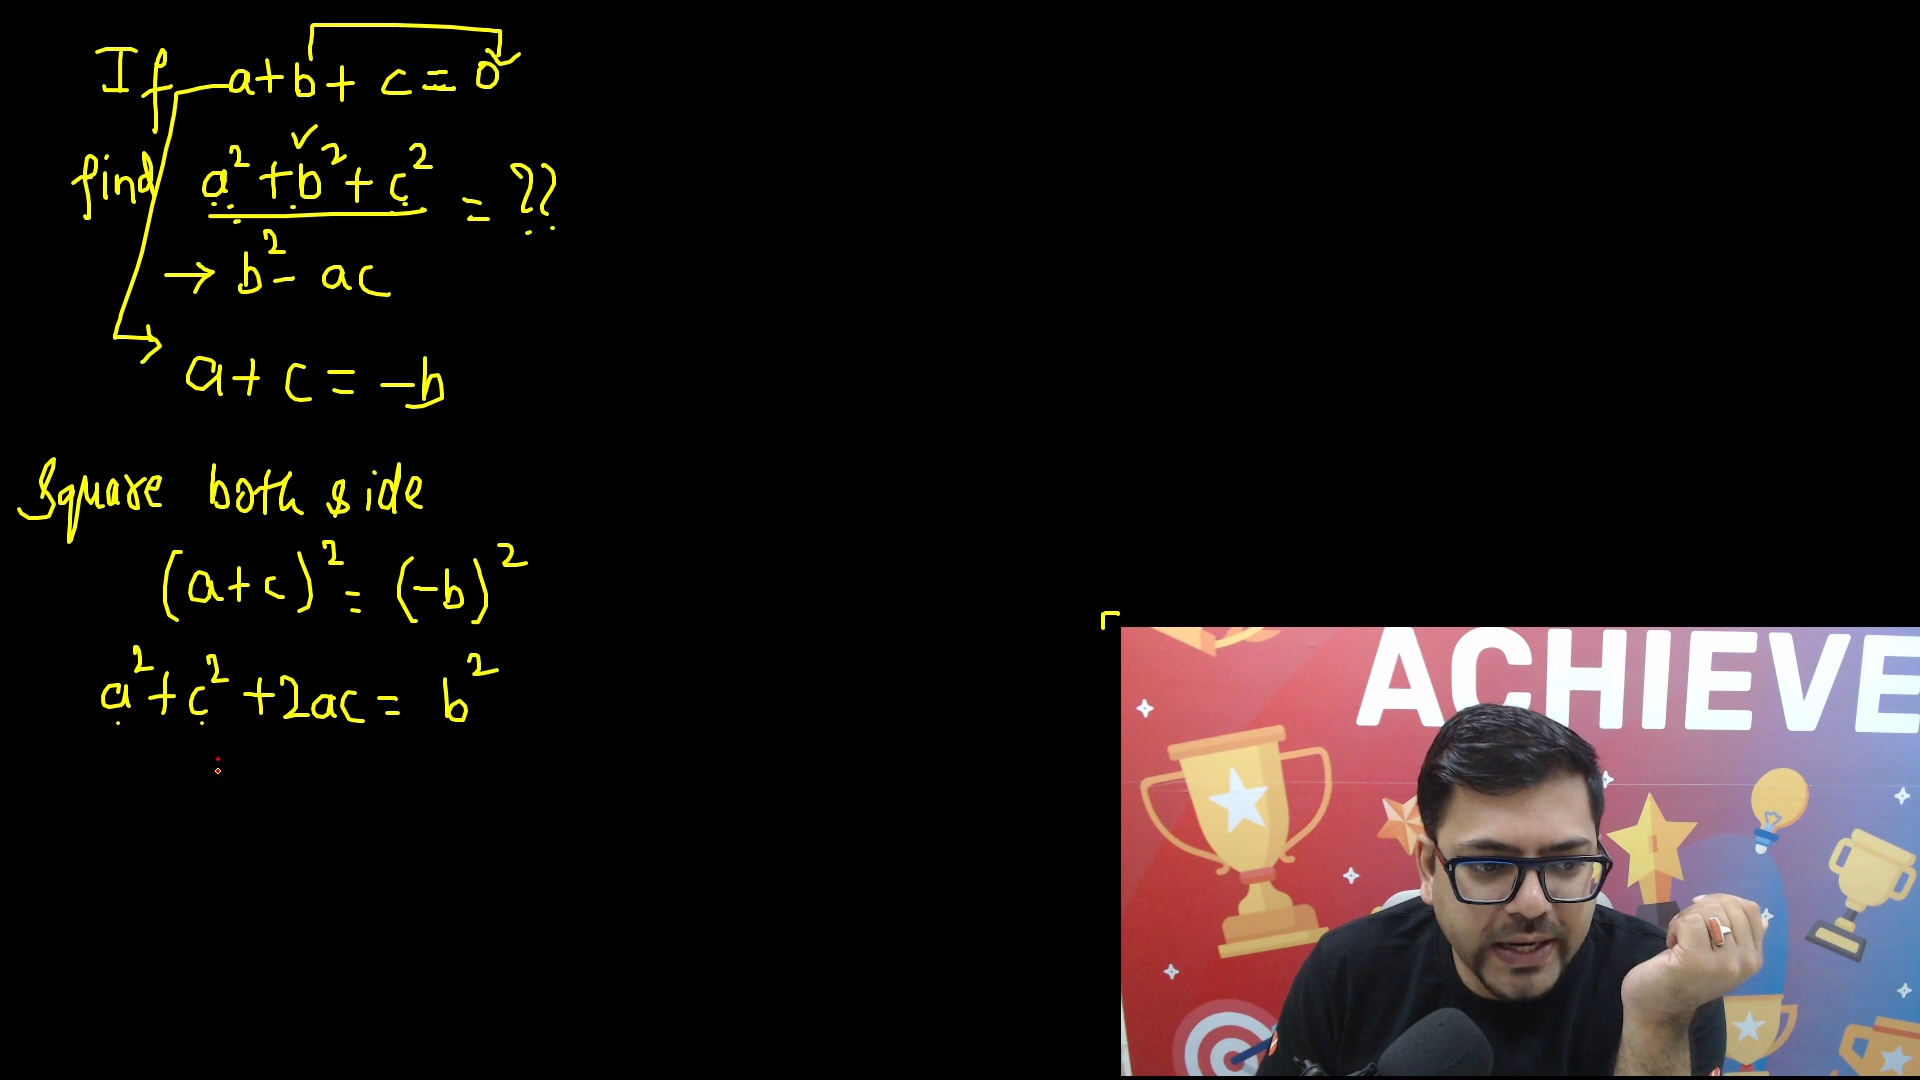 If a+b+c=0
find a²+b²+c² = ??
→ b²- ac
a+c = -b
Square both side
(a+c)² = (-b)²
a²+c²+2ac = b²
ACHIEVE